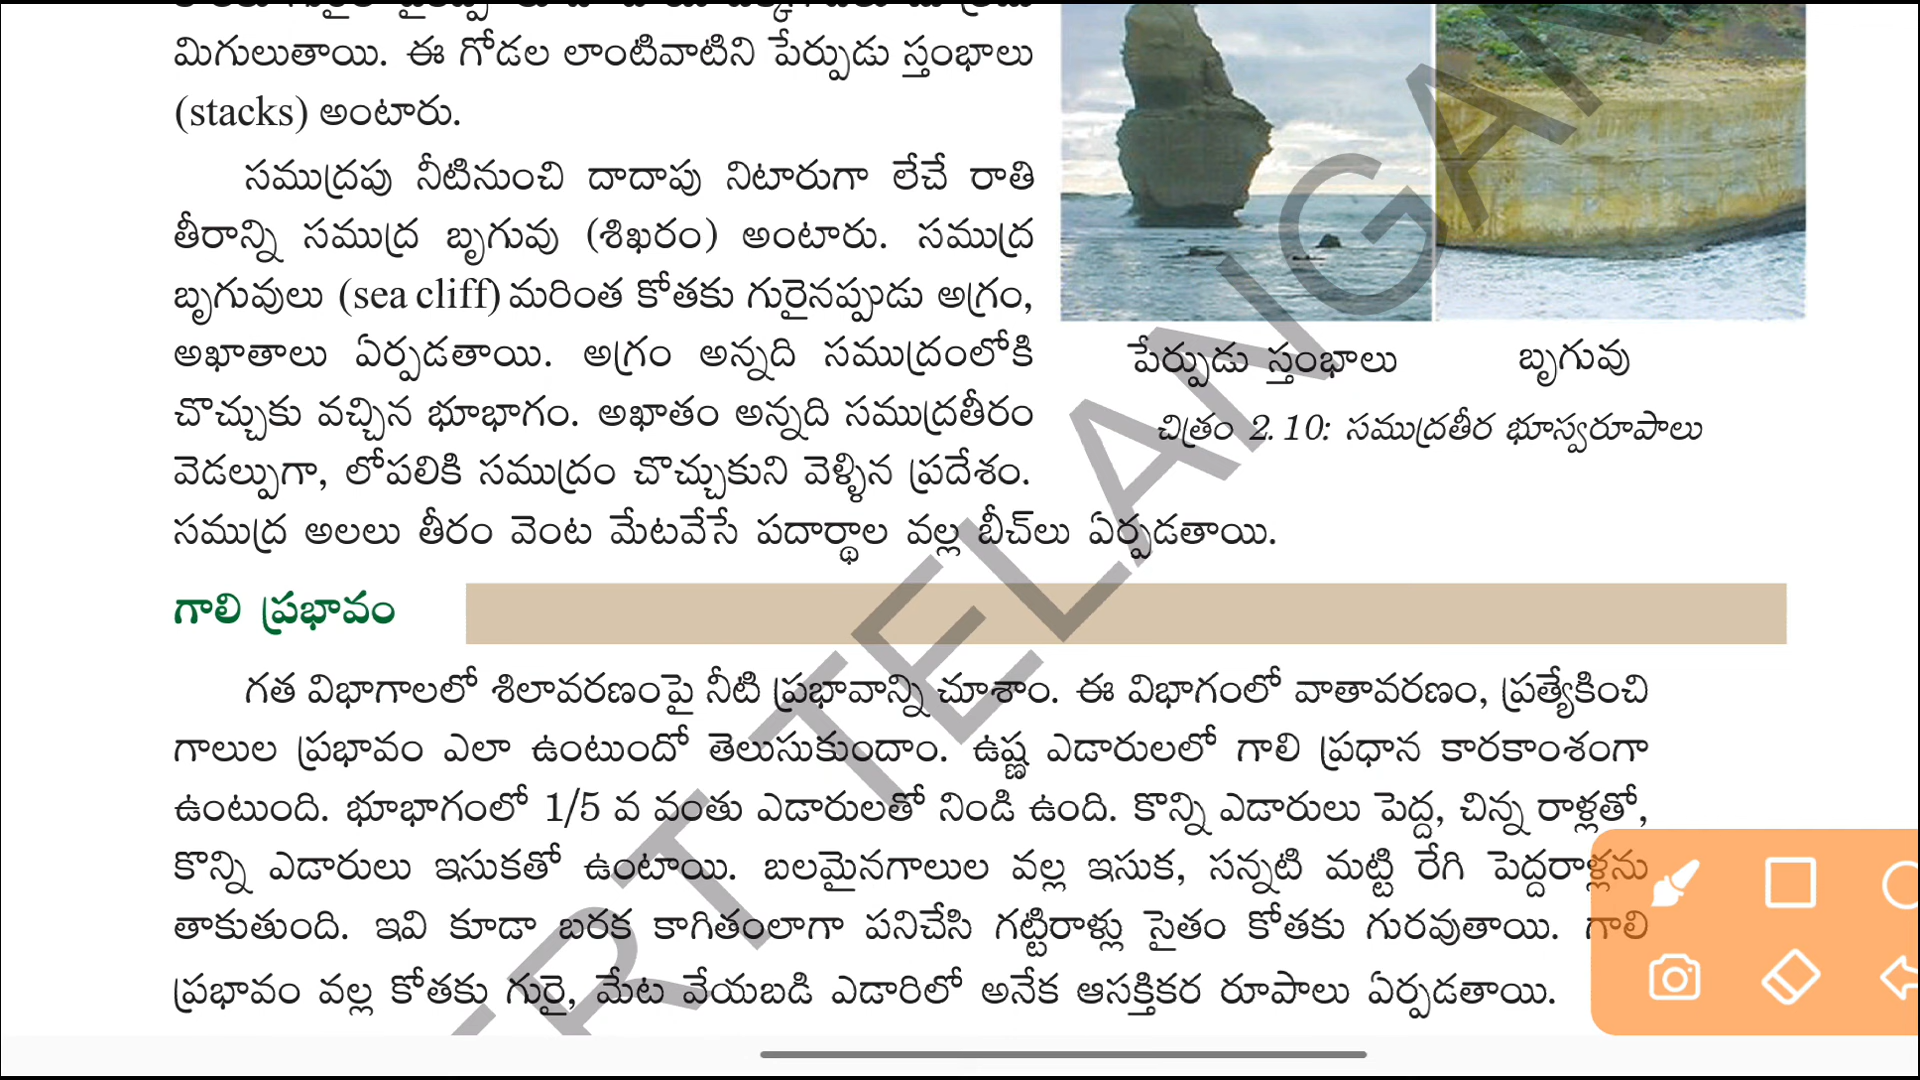 మిగులుతాయి. ఈ గోడల లాంటివాటిని పేర్పుడు స్తంభాలు
(stacks) అంటారు.
సముద్రపు నీటినుంచి దాదాపు నిటారుగా లేచే రాతి
తీరాన్ని సముద్ర బృగువు (శిఖరం) అంటారు. సముద్ర
బృగువులు (sea cliff) మరింత కోతకు గురైనప్పుడు అగ్రం,
అఖాతాలు ఏర్పడతాయి. అగ్రం అన్నది సముద్రంలోకి
చొచ్చుకు వచ్చిన భూభాగం. అఖాతం అన్నది సముద్రతీరం
వెడల్పుగా, లోపలికి సముద్రం చొచ్చుకుని వెళ్ళిన ప్రదేశం.
సముద్ర అలలు తీరం వెంట మేటవేసే పదార్థాల వల్ల బీచ్‌లు ఏర్పడతాయి.
పేర్పుడు స్తంభాలు బృగువు
చిత్రం 2.10: సముద్రతీర భూస్వరూపాలు
గాలి ప్రభావం
గత విభాగాలలో శిలావరణంపై నీటి ప్రభావాన్ని చూశాం. ఈ విభాగంలో వాతావరణం, ప్రత్యేకించి
గాలుల ప్రభావం ఎలా ఉంటుందో తెలుసుకుందాం. ఉష్ణ ఎడారులలో గాలి ప్రధాన కారకాంశంగా
ఉంటుంది. భూభాగంలో 1/5 వ వంతు ఎడారులతో నిండి ఉంది. కొన్ని ఎడారులు పెద్ద, చిన్న రాళ్లతో,
కొన్ని ఎడారులు ఇసుకతో ఉంటాయి. బలమైనగాలుల వల్ల ఇసుక, సన్నటి మట్టి రేగి పెద్దరాళ్లను
తాకుతుంది. ఇవి కూడా బరక కాగితంలాగా పనిచేసి గట్టిరాళ్లు సైతం కోతకు గురవుతాయి. గాలి
ప్రభావం వల్ల కోతకు గురై, మేట వేయబడి ఎడారిలో అనేక ఆసక్తికర రూపాలు ఏర్పడతాయి.
RT TELANGA